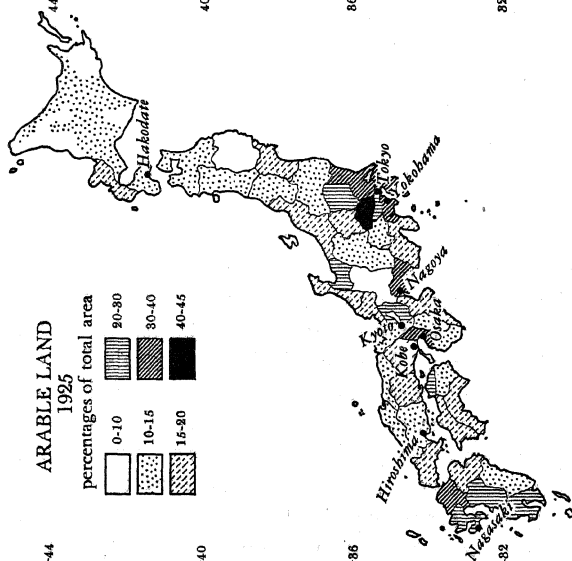 ARABLE LAND
1925
percentages of total area
0-10
10-15
15-20
20-30
30-40
40-45
Hakodate
Tokyo
Yokohama
Nagoya
Kyoto
Osaka
Kobe
Hiroshima
Nagasaki
44
40
36
32
44
40
36
32